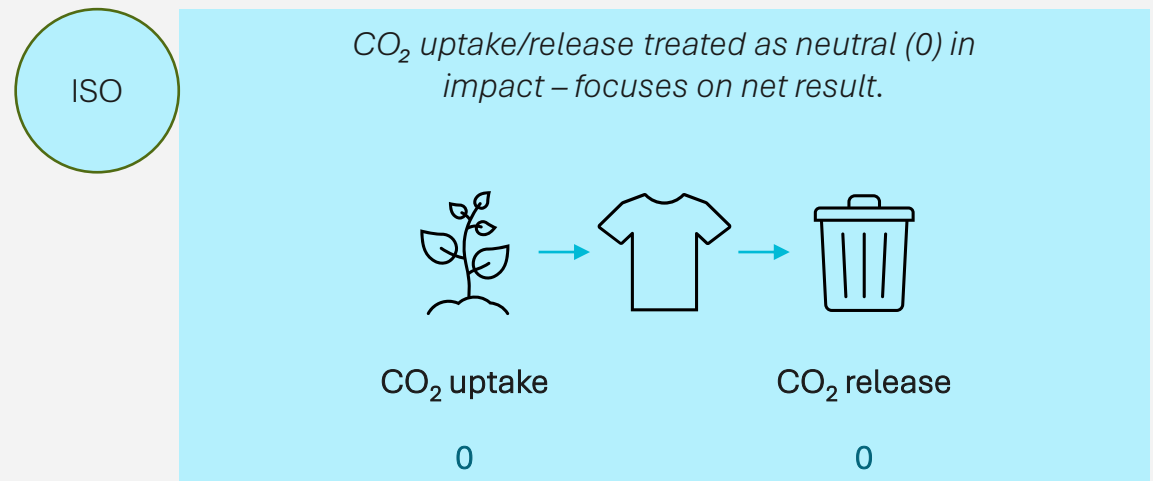 ISO
CO₂ uptake/release treated as neutral (0) in
impact – focuses on net result.
CO₂ uptake
CO₂ release
0
0